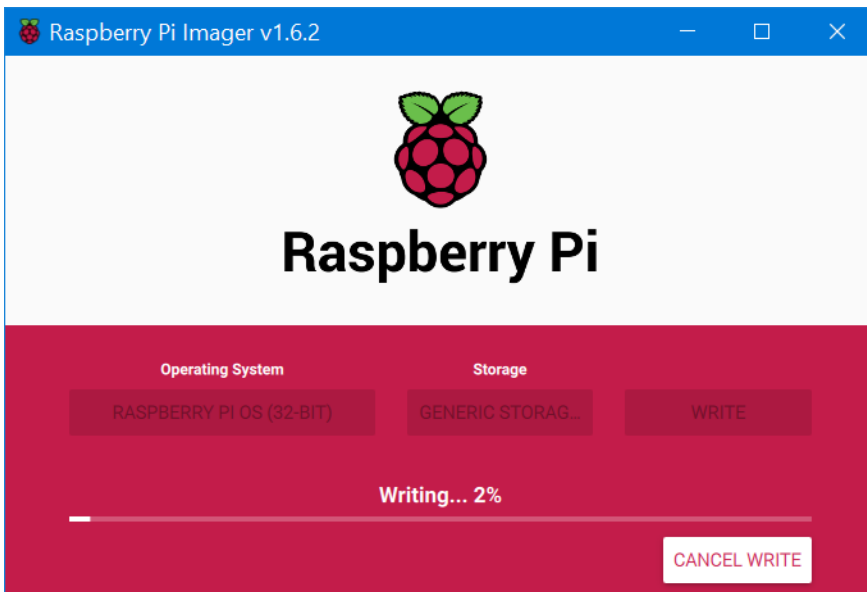 Raspberry Pi Imager v1.6.2
Raspberry Pi
Operating System
Storage
RASPBERRY PI OS (32-BIT)
GENERIC STORAG...
WRITE
Writing... 2%
CANCEL WRITE